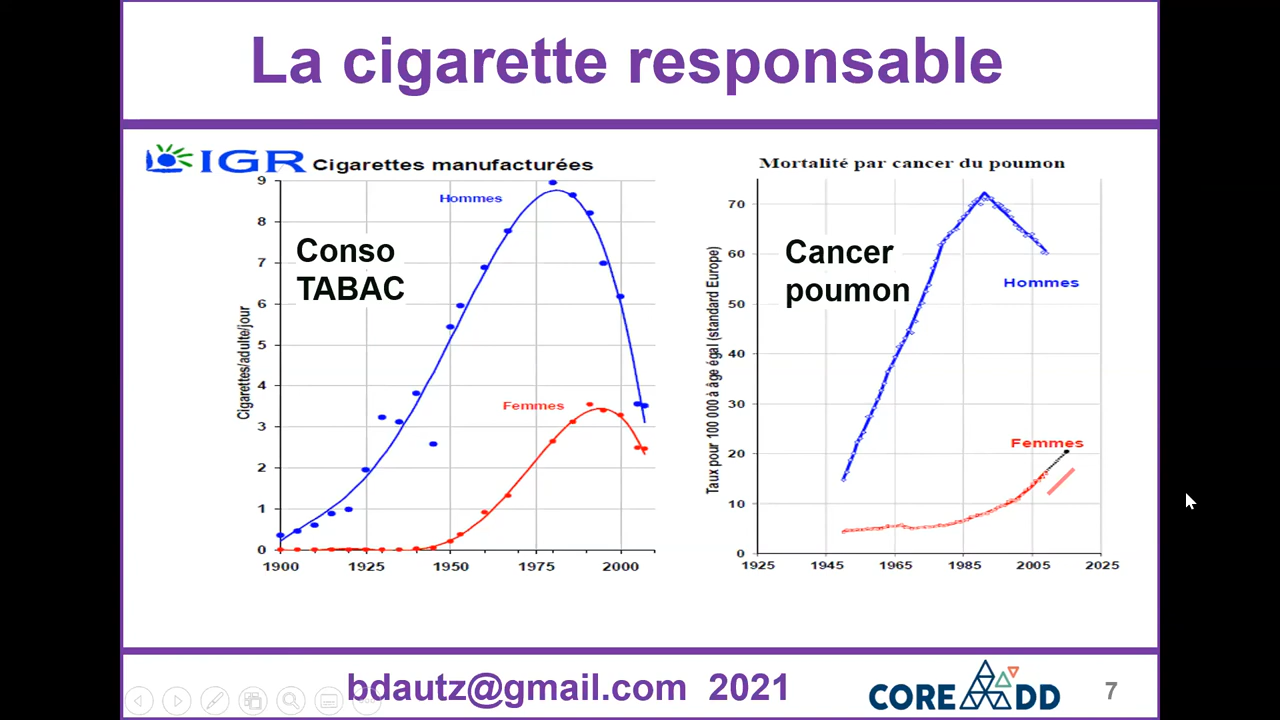 La cigarette responsable
IGR
Cigarettes manufacturées
Cigarettes/adulte/jour
9
8
7
6
5
4
3
2
1
0
1900 1925 1950 1975 2000
Hommes
Conso
TABAC
Femmes
Mortalité par cancer du poumon
Taux pour 100 000 à âge égal (standard Europe)
70
60
50
40
30
20
10
0
1925 1945 1965 1985 2005 2025
Cancer
poumon
Hommes
Femmes
bdautz@gmail.com 2021
CORE DD
7